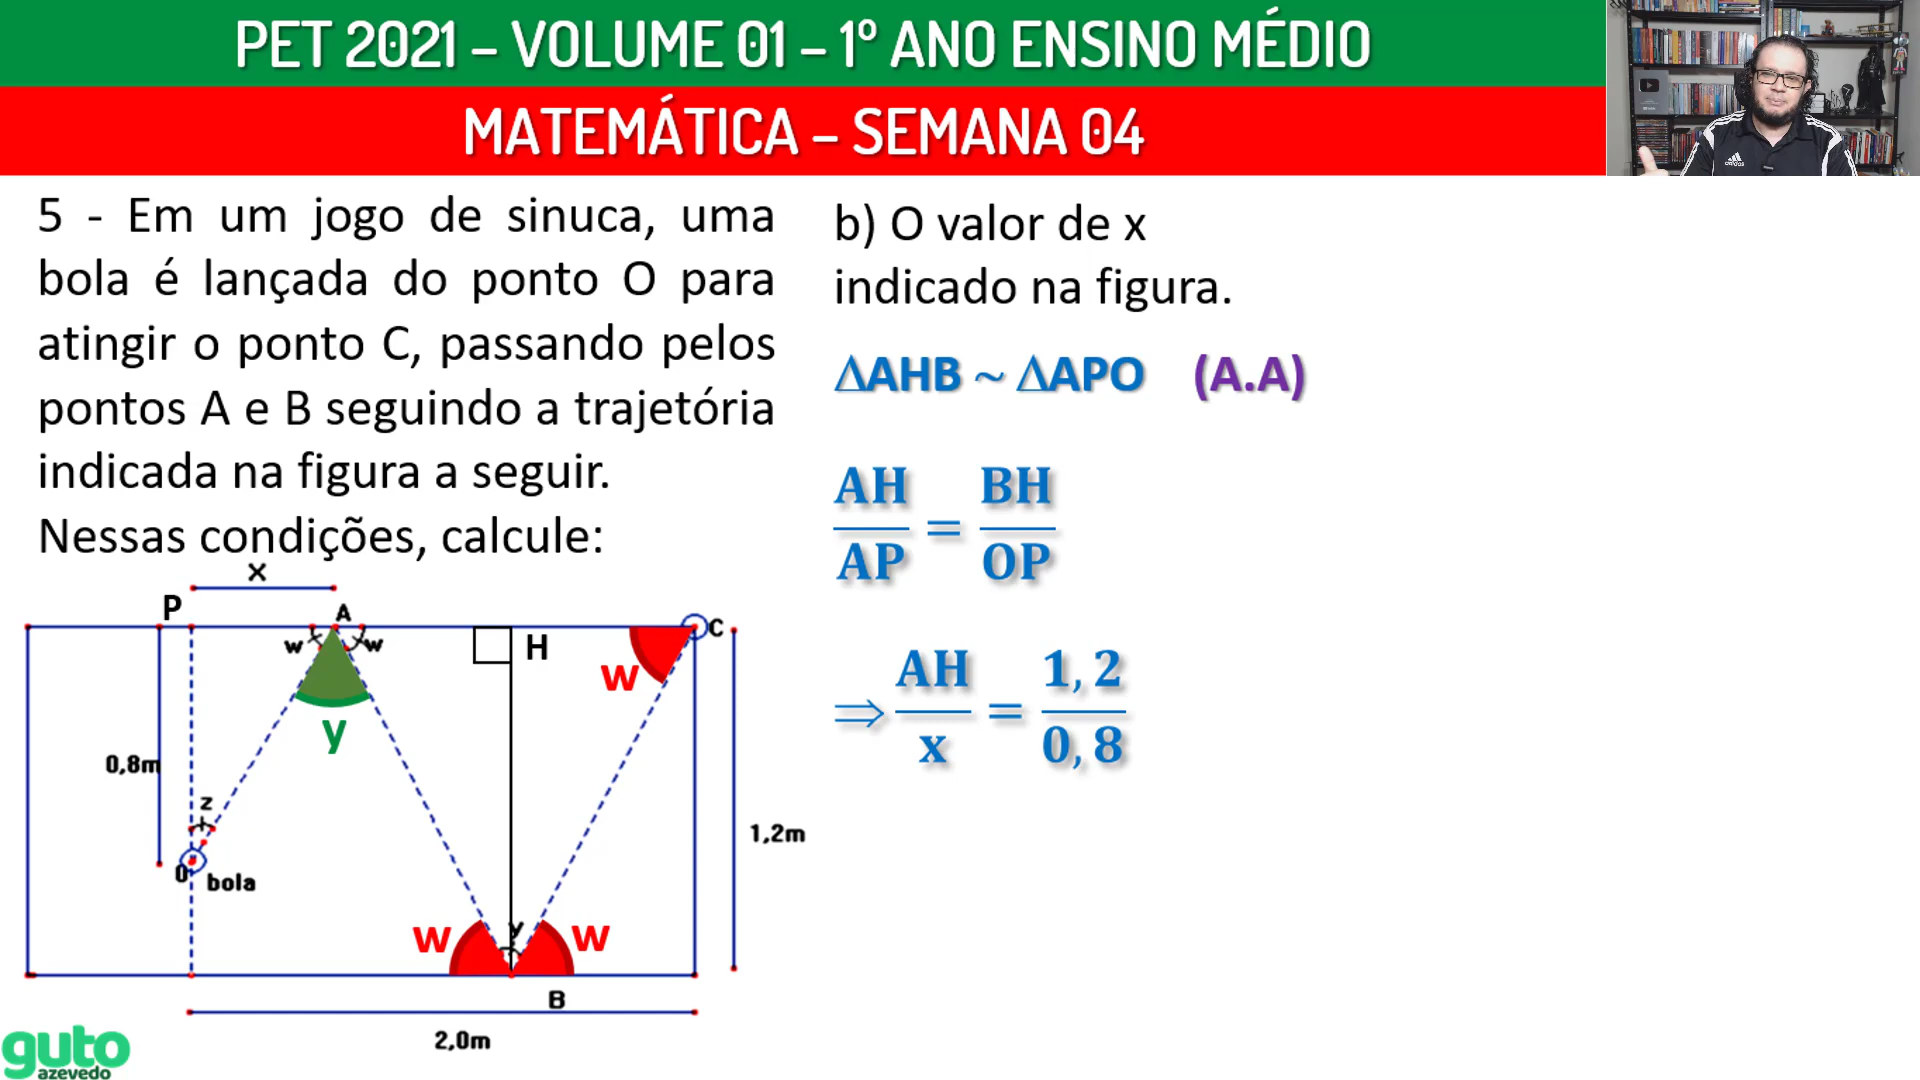 PET 2021 – VOLUME 01 – 1º ANO ENSINO MÉDIO
MATEMÁTICA – SEMANA 04
5 - Em um jogo de sinuca, uma
bola é lançada do ponto O para
atingir o ponto C, passando pelos
pontos A e B seguindo a trajetória
indicada na figura a seguir.
Nessas condições, calcule:
x
P
A
w
w
H
C
w
y
0,8m
z
O
bola
1,2m
w
y
w
B
2,0m
guto
azevedo
b) O valor de x
indicado na figura.
∆AHB ~ ∆APO (A.A)
AH/AP = BH/OP
⇒ AH/x = 1,2/0,8
adidas